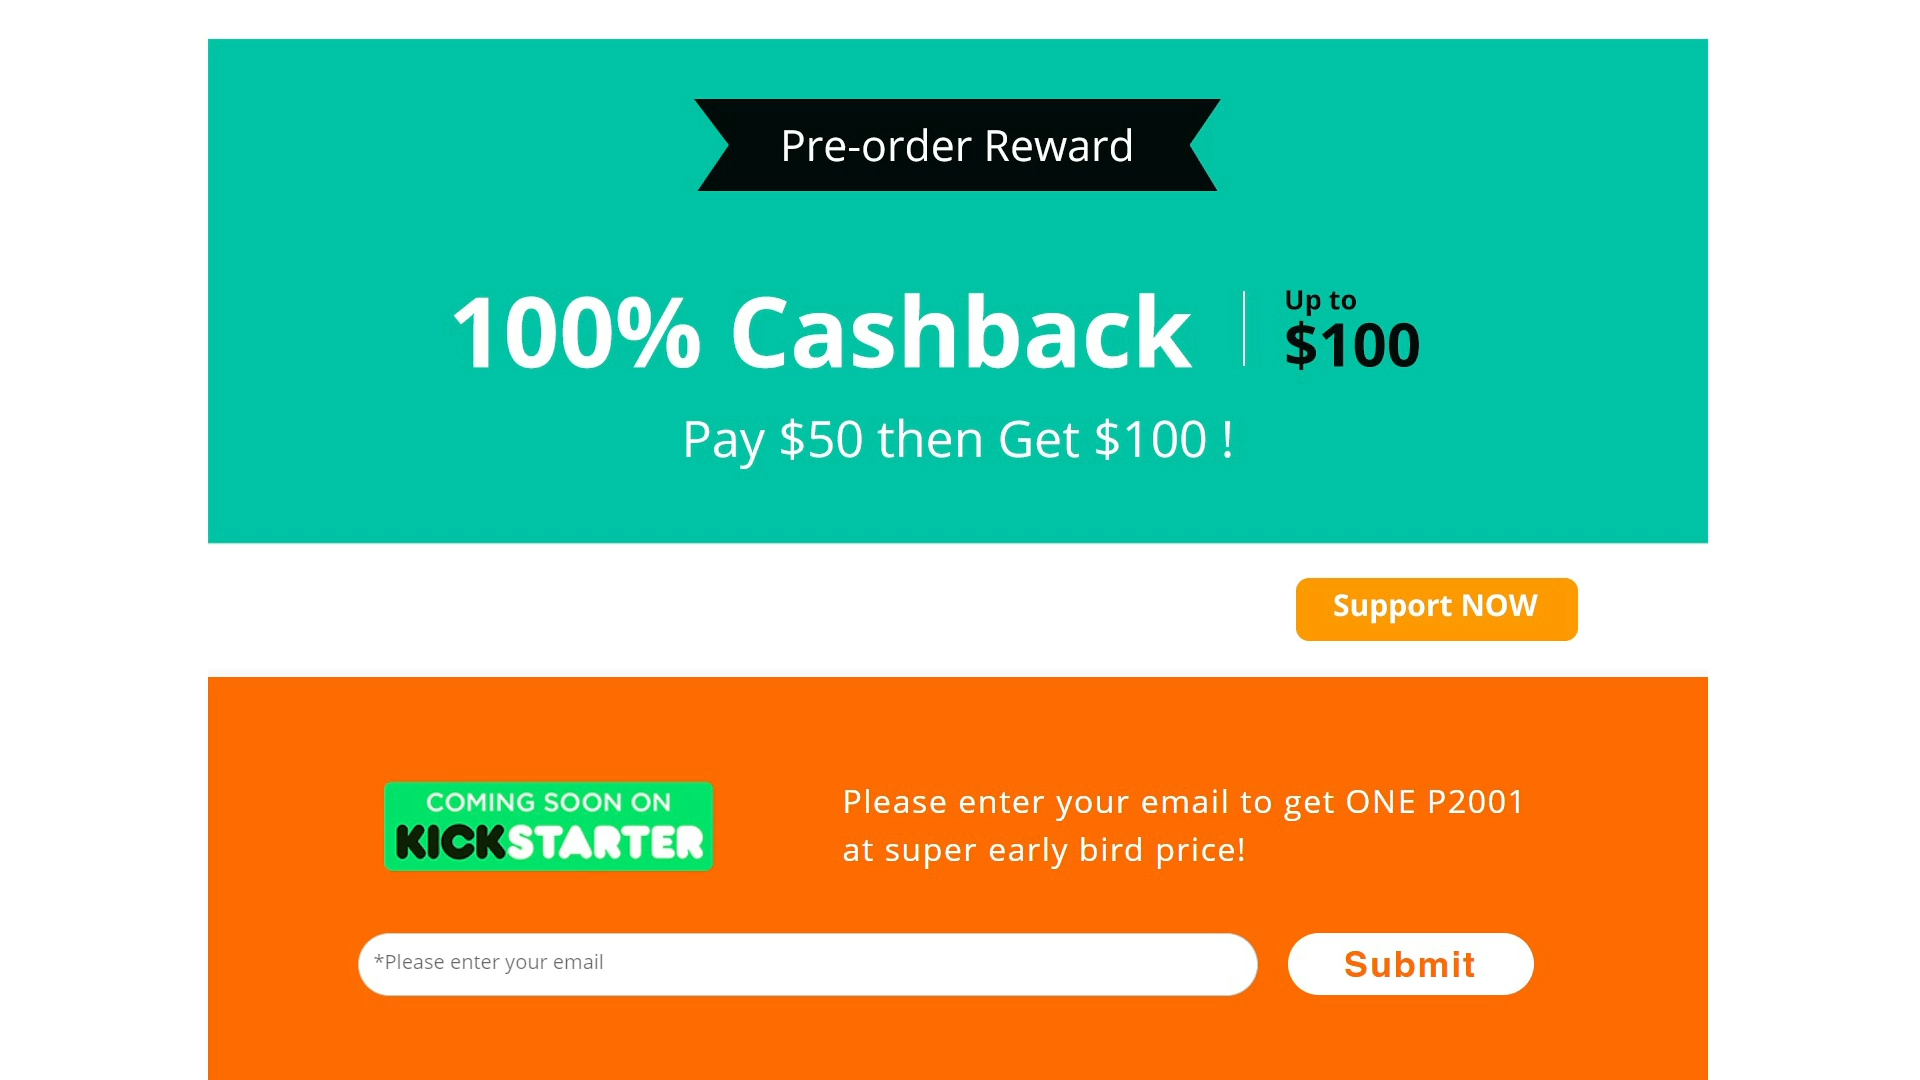 Pre-order Reward
100% Cashback
Up to
$100
Pay $50 then Get $100 !
Support NOW
COMING SOON ON
KICKSTARTER
Please enter your email to get ONE P2001
at super early bird price!
*Please enter your email
Submit